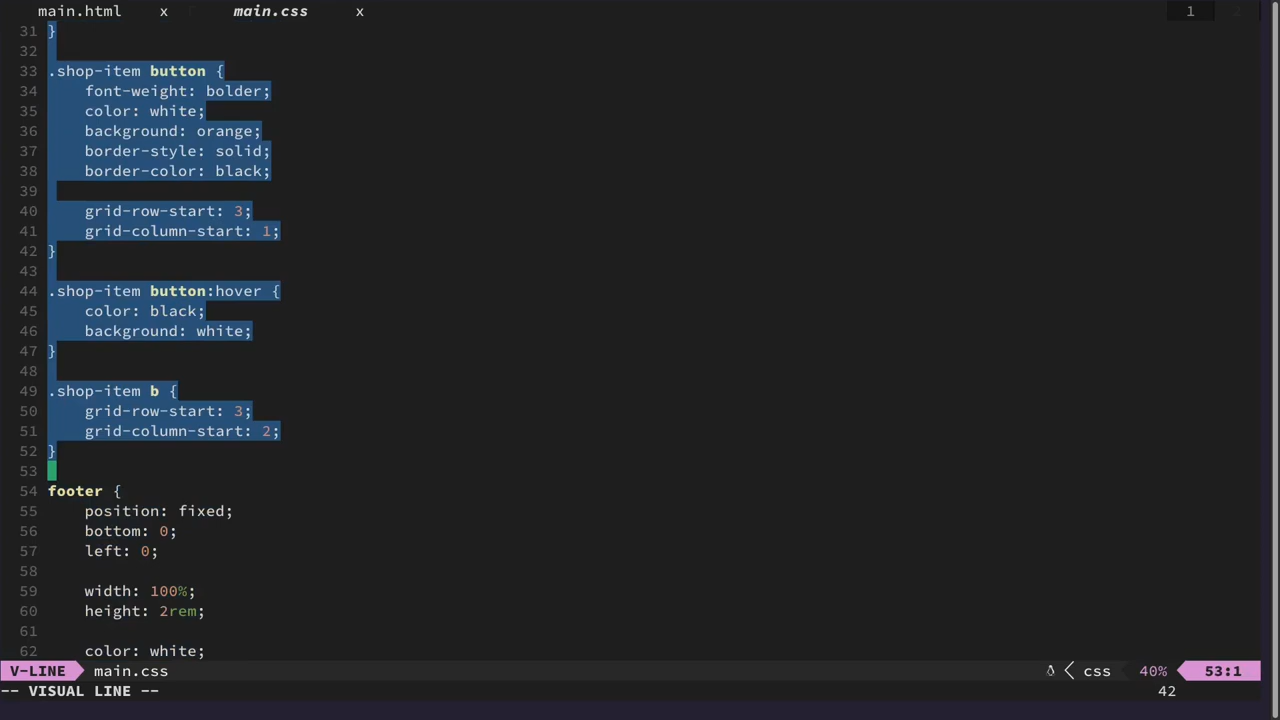 main.html x main.css x 1 2
31 }
32
33 .shop-item button {
34 font-weight: bolder;
35 color: white;
36 background: orange;
37 border-style: solid;
38 border-color: black;
39
40 grid-row-start: 3;
41 grid-column-start: 1;
42 }
43
44 .shop-item button:hover {
45 color: black;
46 background: white;
47 }
48
49 .shop-item b {
50 grid-row-start: 3;
51 grid-column-start: 2;
52 }
53
54 footer {
55 position: fixed;
56 bottom: 0;
57 left: 0;
58
59 width: 100%;
60 height: 2rem;
61
62 color: white;
V-LINE main.css css 40% 53:1
-- VISUAL LINE -- 42